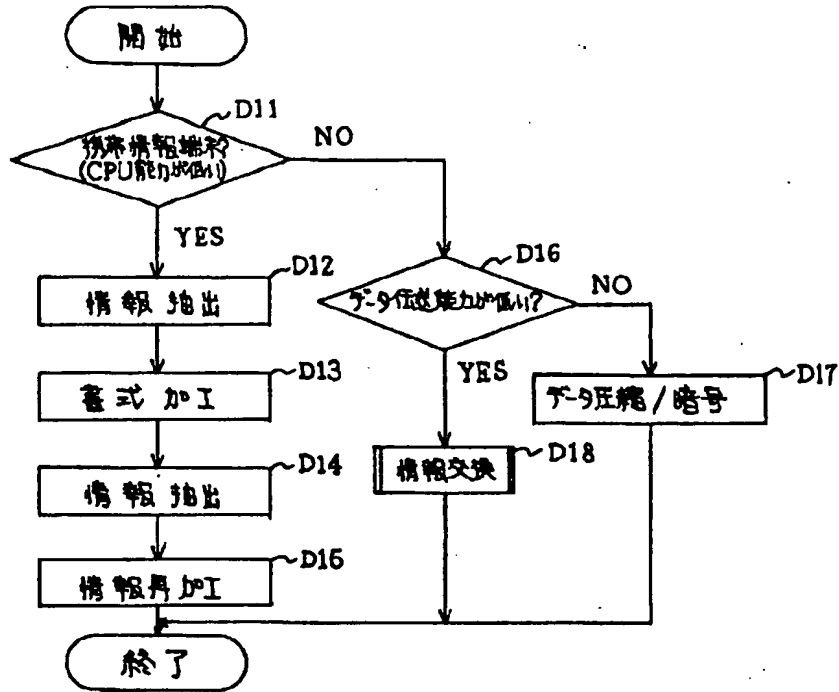 開始
D11
携帯情報端末?
(CPU能力が低い)
NO
YES
D16
データ伝送能力が低い?
NO
D12
情報抽出
YES
D17
データ圧縮/暗号
D13
書式加工
D18
情報交換
D14
情報抽出
D15
情報再加工
終了